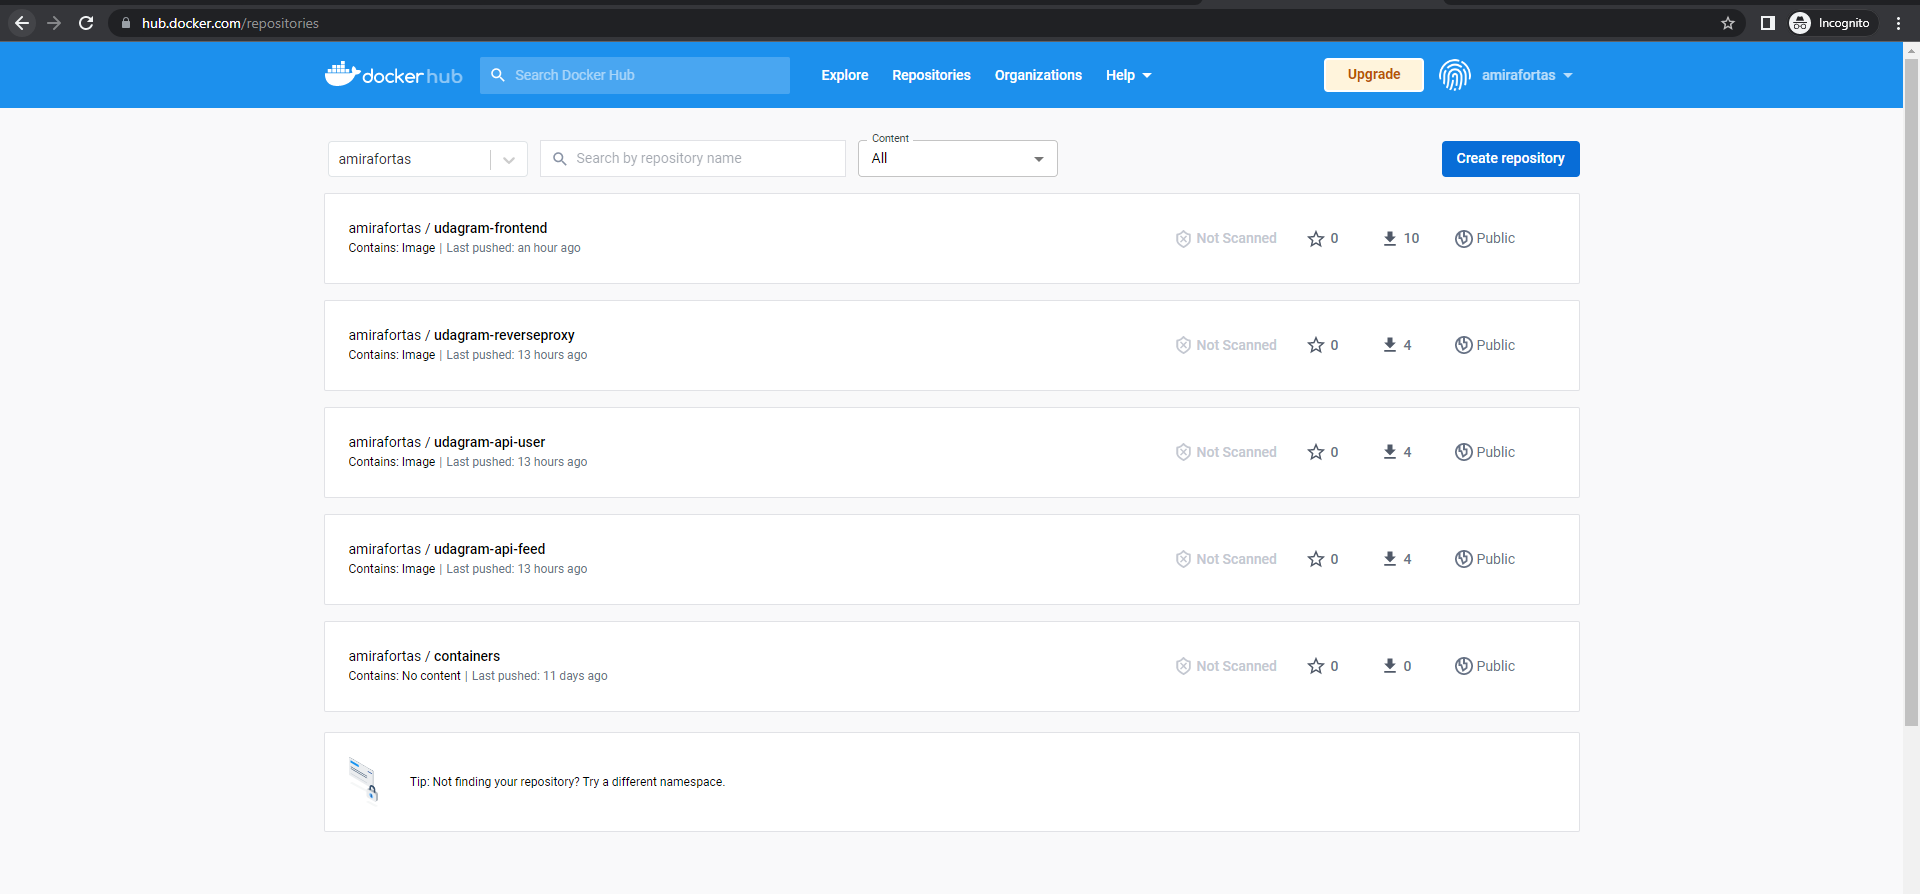 hub.docker.com/repositories
Incognito
docker hub
Search Docker Hub
Explore
Repositories
Organizations
Help
Upgrade
amirafortas
amirafortas
Search by repository name
Content
All
Create repository
amirafortas / udagram-frontend
Contains: Image | Last pushed: an hour ago
Not Scanned
0
10
Public
amirafortas / udagram-reverseproxy
Contains: Image | Last pushed: 13 hours ago
Not Scanned
0
4
Public
amirafortas / udagram-api-user
Contains: Image | Last pushed: 13 hours ago
Not Scanned
0
4
Public
amirafortas / udagram-api-feed
Contains: Image | Last pushed: 13 hours ago
Not Scanned
0
4
Public
amirafortas / containers
Contains: No content | Last pushed: 11 days ago
Not Scanned
0
0
Public
Tip: Not finding your repository? Try a different namespace.